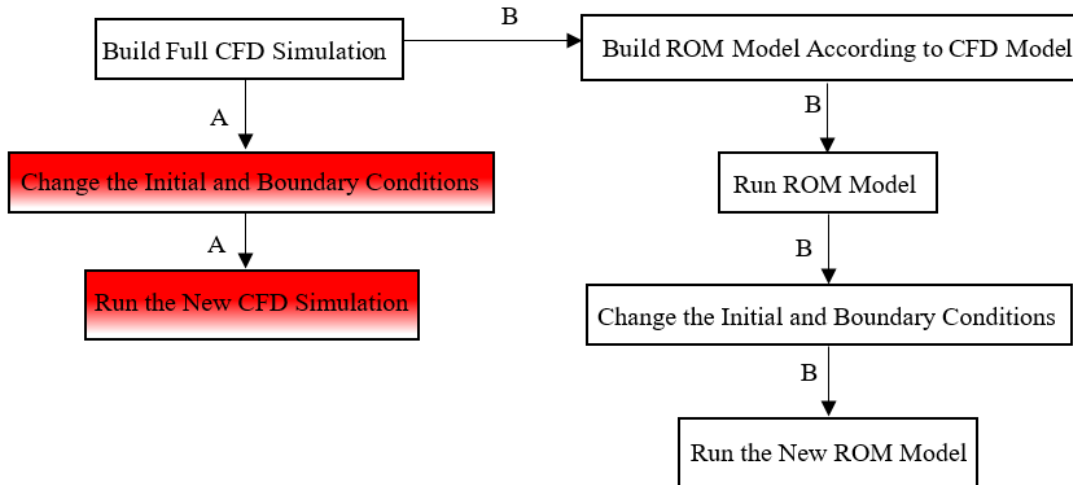 B
Build Full CFD Simulation
Build ROM Model According to CFD Model
A
B
Change the Initial and Boundary Conditions
Run ROM Model
A
B
Run the New CFD Simulation
Change the Initial and Boundary Conditions
B
Run the New ROM Model